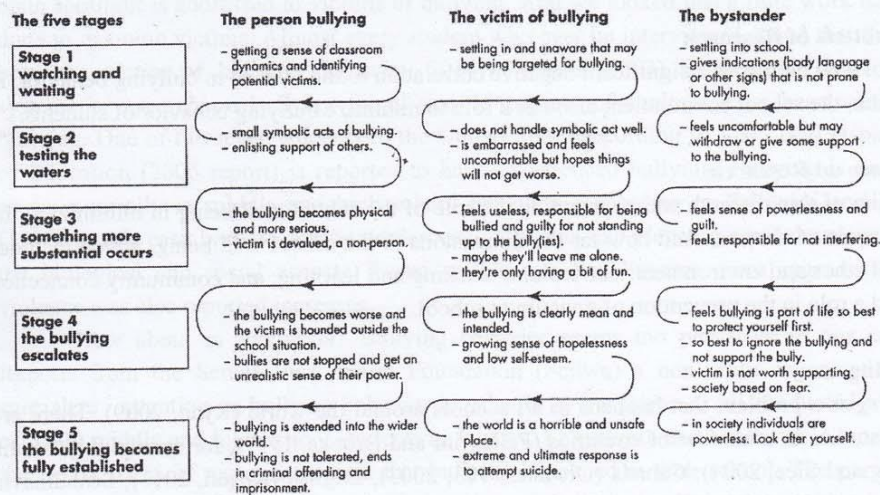 The five stages
The person bullying
The victim of bullying
The bystander
Stage 1
watching and
waiting
– getting a sense of classroom
dynamics and identifying
potential victims.
– settling in and unaware that may
be being targeted for bullying.
– settling into school.
– gives indications (body language
or other signs) that is not prone
to bullying.
Stage 2
testing the
waters
– small symbolic acts of bullying.
– enlisting support of others.
– does not handle symbolic act well.
– is embarrassed and feels
uncomfortable but hopes things
will not get worse.
– feels uncomfortable but may
withdraw or give some support
to the bullying.
Stage 3
something more
substantial occurs
– the bullying becomes physical
and more serious.
– victim is devalued, a non-person.
– feels useless, responsible for being
bullied and guilty for not standing
up to the bully(ies).
– maybe they'll leave me alone.
– they're only having a bit of fun.
– feels sense of powerlessness and
guilt.
– feels responsible for not interfering.
Stage 4
the bullying
escalates
– the bullying becomes worse and
the victim is hounded outside the
school situation.
– bullies are not stopped and get an
unrealistic sense of their power.
– the bullying is clearly mean and
intended.
– growing sense of hopelessness
and low self-esteem.
– feels bullying is part of life so best
to protect yourself first.
– so best to ignore the bullying and
not support the bully.
– victim is not worth supporting –
society based on fear.
Stage 5
the bullying becomes
fully established
– bullying is extended into the wider
world.
– bullying is not tolerated, ends
in criminal offending and
imprisonment.
– the world is a horrible and unsafe
place.
– extreme and ultimate response is
to attempt suicide.
– in society individuals are
powerless. Look after yourself.